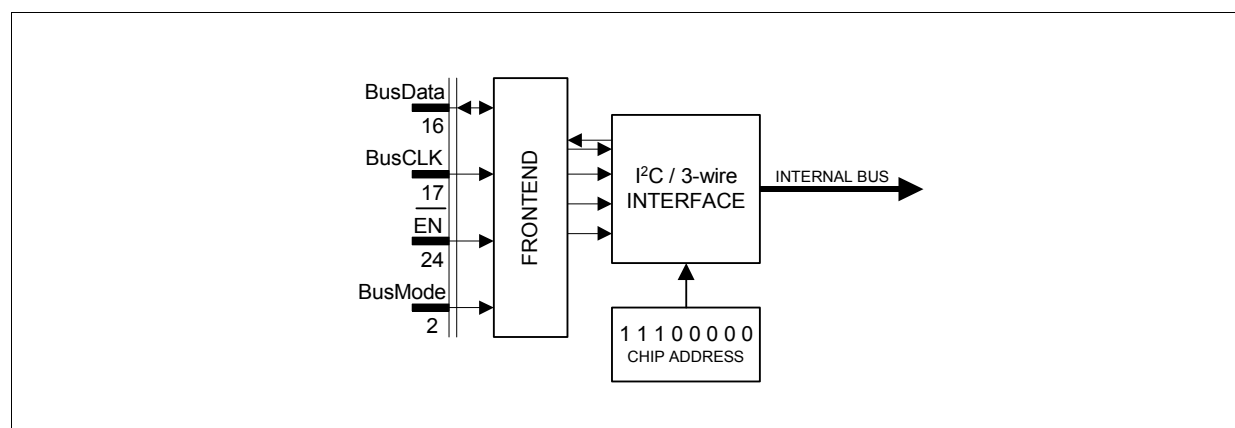 BusData
16
BusCLK
17
EN
24
BusMode
2
FRONTEND
I²C / 3-wire
INTERFACE
INTERNAL BUS
1 1 1 0 0 0 0 0
CHIP ADDRESS